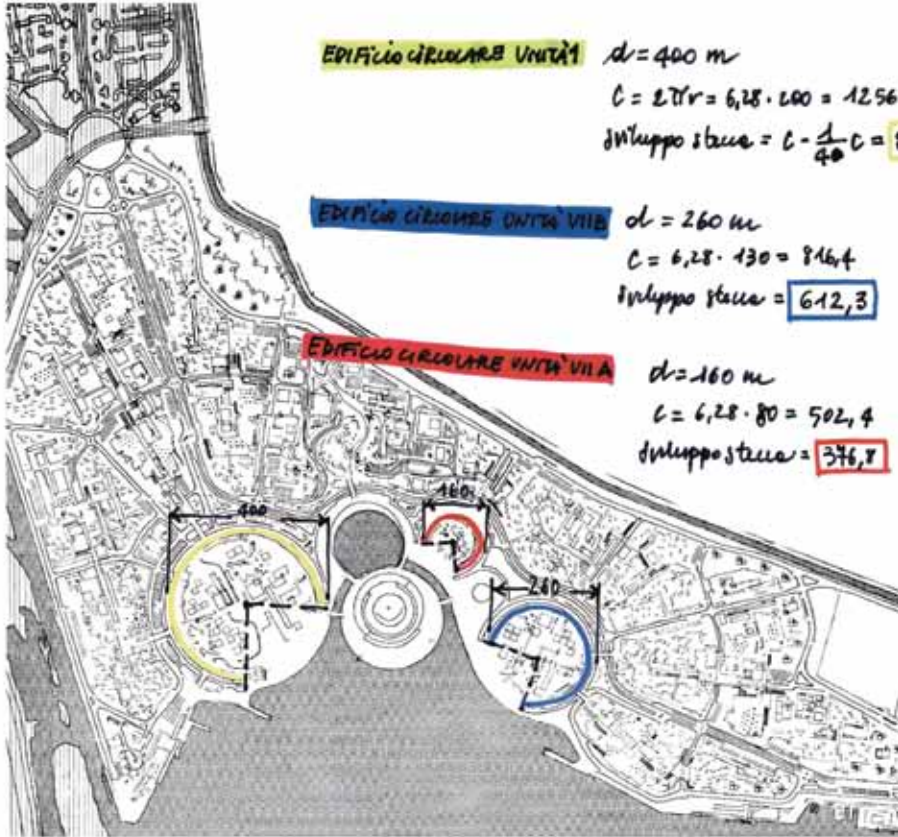 EDIFICIO CIRCOLARE UNITÀ 1 d = 400 m
C = 2πr = 6,28 · 200 = 1256
sviluppo stecca = C - 1/4 C =
EDIFICIO CIRCOLARE UNITÀ VIIB d = 260 m
C = 6,28 · 130 = 816,4
sviluppo stecca = 612,3
EDIFICIO CIRCOLARE UNITÀ VIIA
d = 160 m
C = 6,28 · 80 = 502,4
sviluppo stecca = 376,8
160
400
260